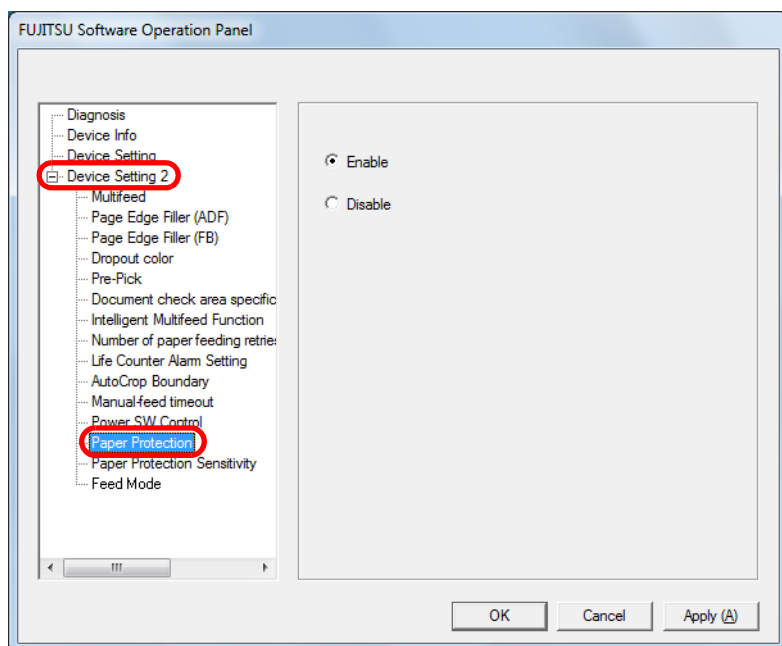 FUJITSU Software Operation Panel
Diagnosis
Device Info
Device Setting
Device Setting 2
Multifeed
Page Edge Filler (ADF)
Page Edge Filler (FB)
Dropout color
Pre-Pick
Document check area specific
Intelligent Multifeed Function
Number of paper feeding retries
Life Counter Alarm Setting
AutoCrop Boundary
Manual-feed timeout
Power SW Control
Paper Protection
Paper Protection Sensitivity
Feed Mode
Enable
Disable
OK Cancel Apply (A)